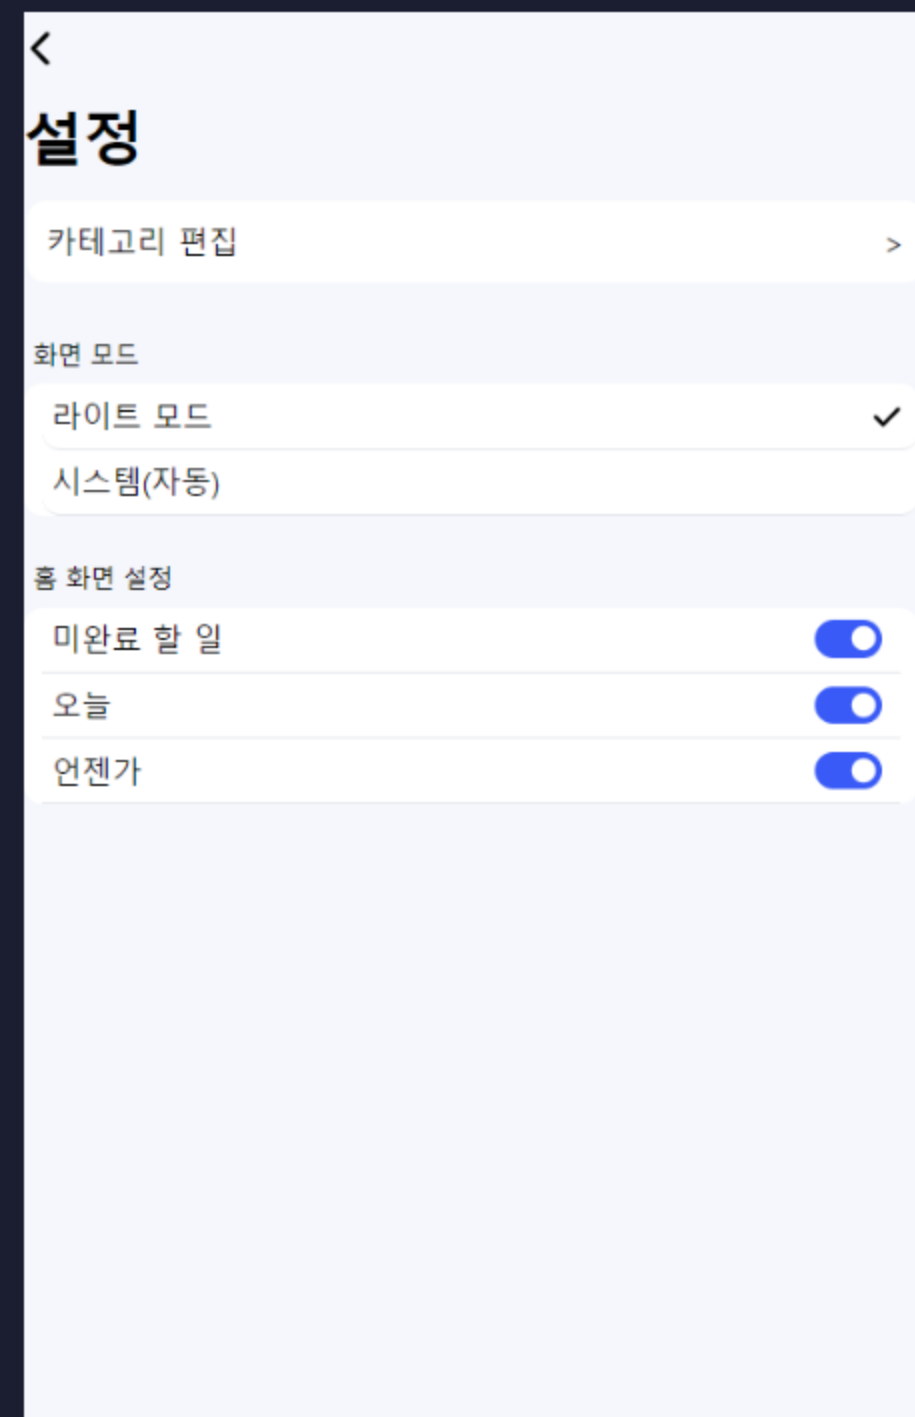 설정
카테고리 편집 >
화면 모드
라이트 모드
시스템(자동)
홈 화면 설정
미완료 할 일
오늘
언젠가